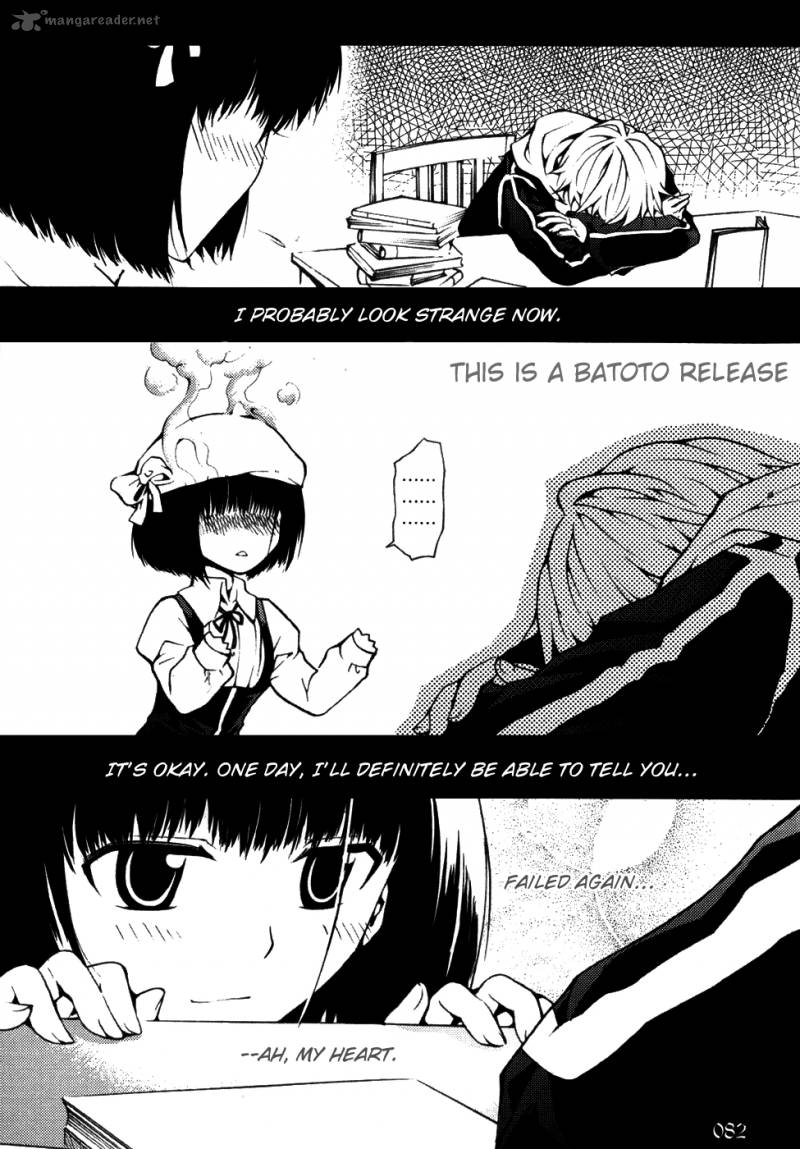 mangareader.net
I PROBABLY LOOK STRANGE NOW.
THIS IS A BATOTO RELEASE
......
......
......
IT'S OKAY. ONE DAY, I'LL DEFINITELY BE ABLE TO TELL YOU...
FAILED AGAIN...
--AH, MY HEART.
082